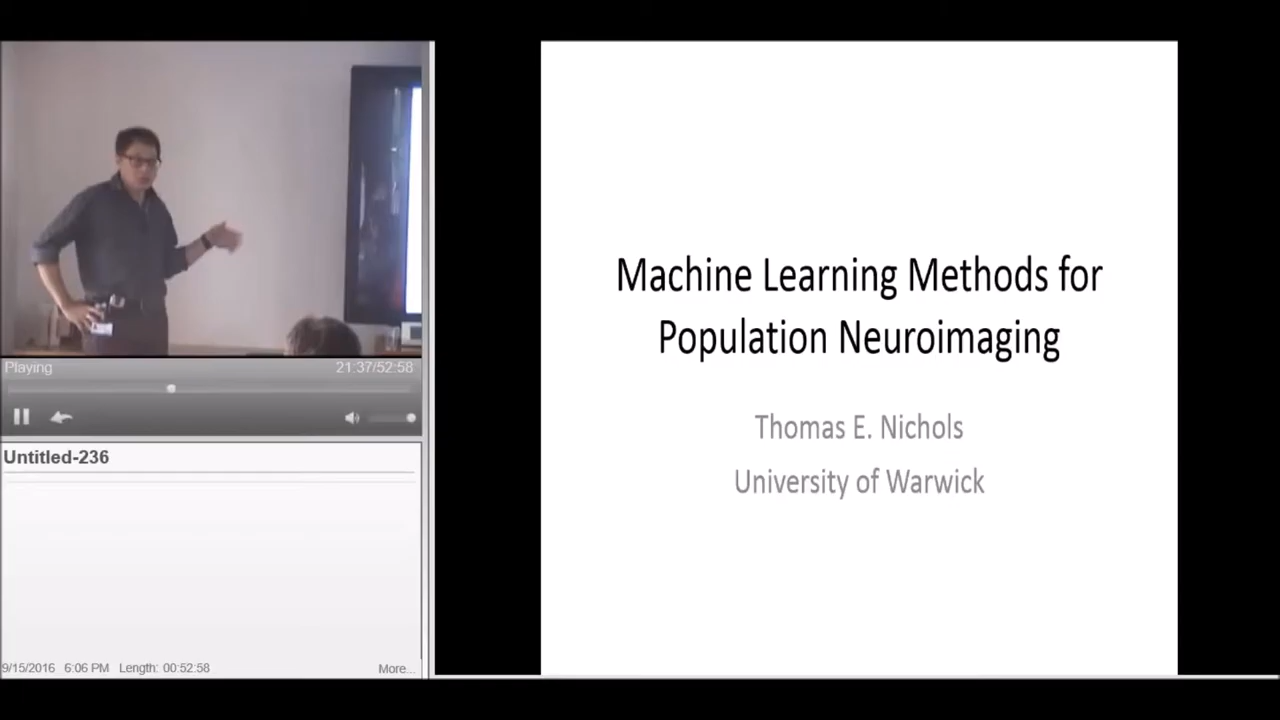 Playing
21:37/52:58
Untitled-236
9/15/2016 6:06 PM Length: 00:52:58
More...
Machine Learning Methods for
Population Neuroimaging
Thomas E. Nichols
University of Warwick